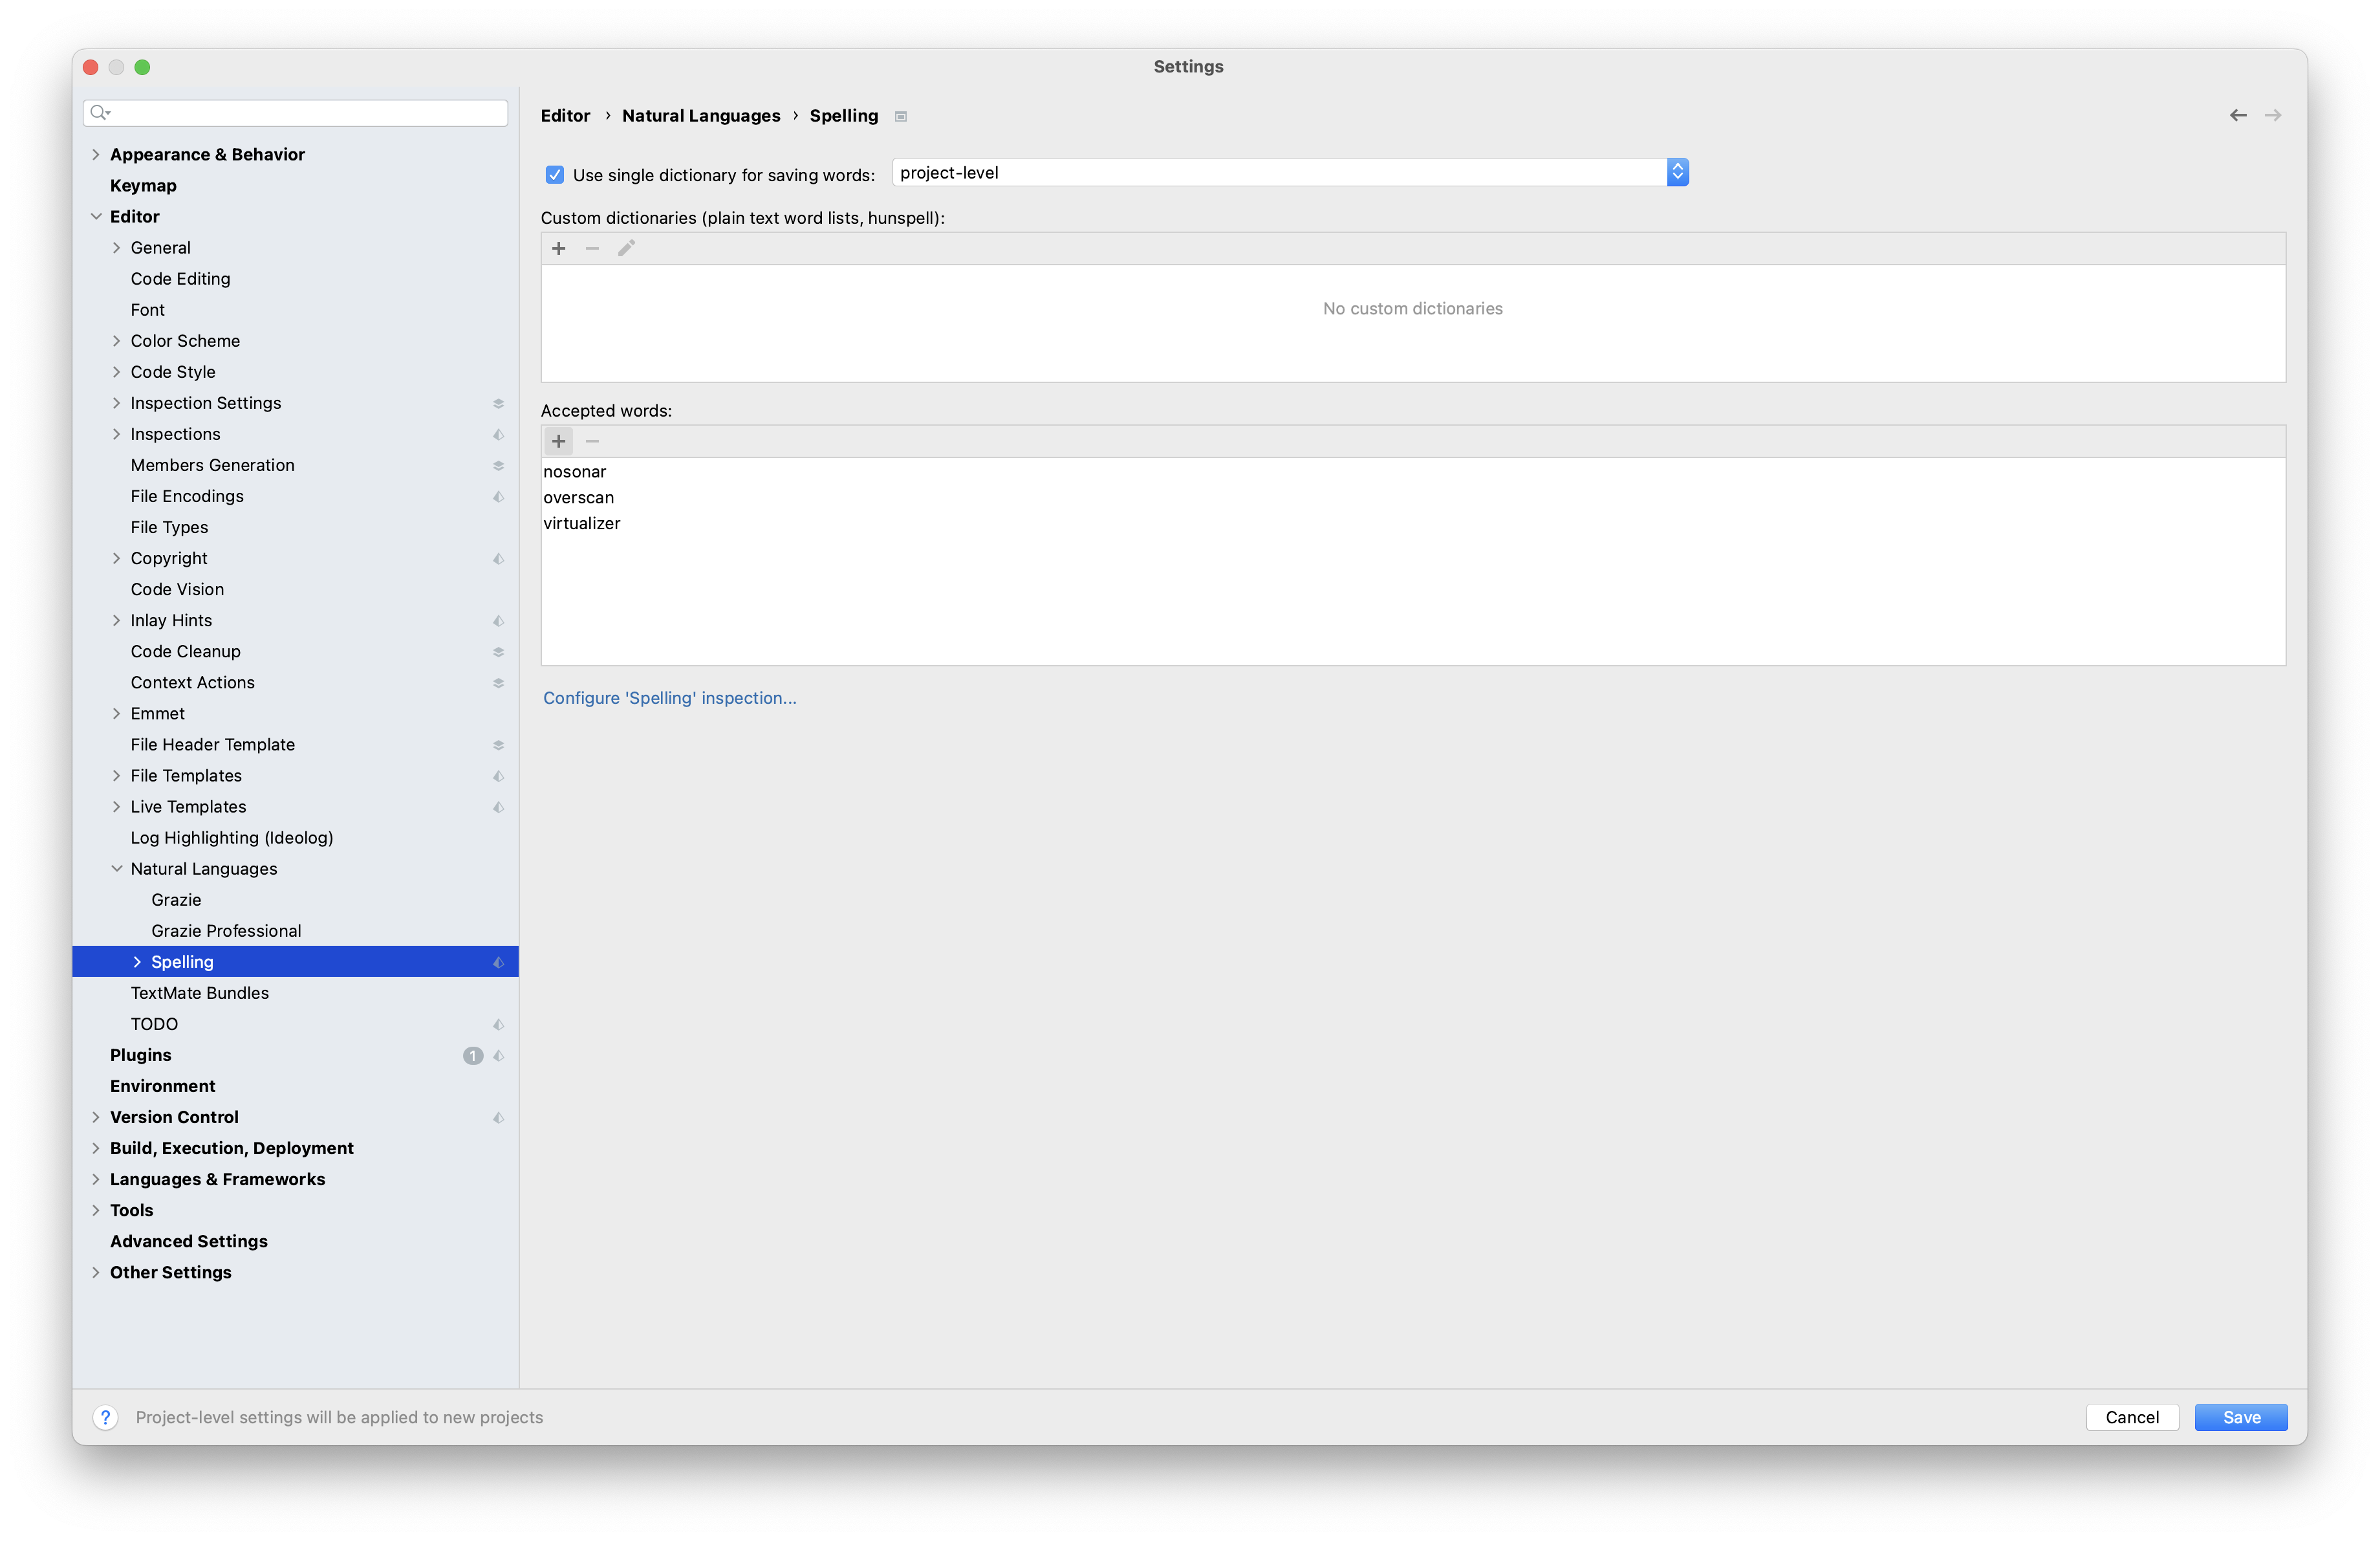 Settings
Appearance & Behavior
Keymap
Editor
General
Code Editing
Font
Color Scheme
Code Style
Inspection Settings
Inspections
Members Generation
File Encodings
File Types
Copyright
Code Vision
Inlay Hints
Code Cleanup
Context Actions
Emmet
File Header Template
File Templates
Live Templates
Log Highlighting (Ideolog)
Natural Languages
Grazie
Grazie Professional
Spelling
TextMate Bundles
TODO
Plugins 1
Environment
Version Control
Build, Execution, Deployment
Languages & Frameworks
Tools
Advanced Settings
Other Settings
Editor › Natural Languages › Spelling
Use single dictionary for saving words: project-level
Custom dictionaries (plain text word lists, hunspell):
No custom dictionaries
Accepted words:
nosonar
overscan
virtualizer
Configure 'Spelling' inspection...
? Project-level settings will be applied to new projects
Cancel Save